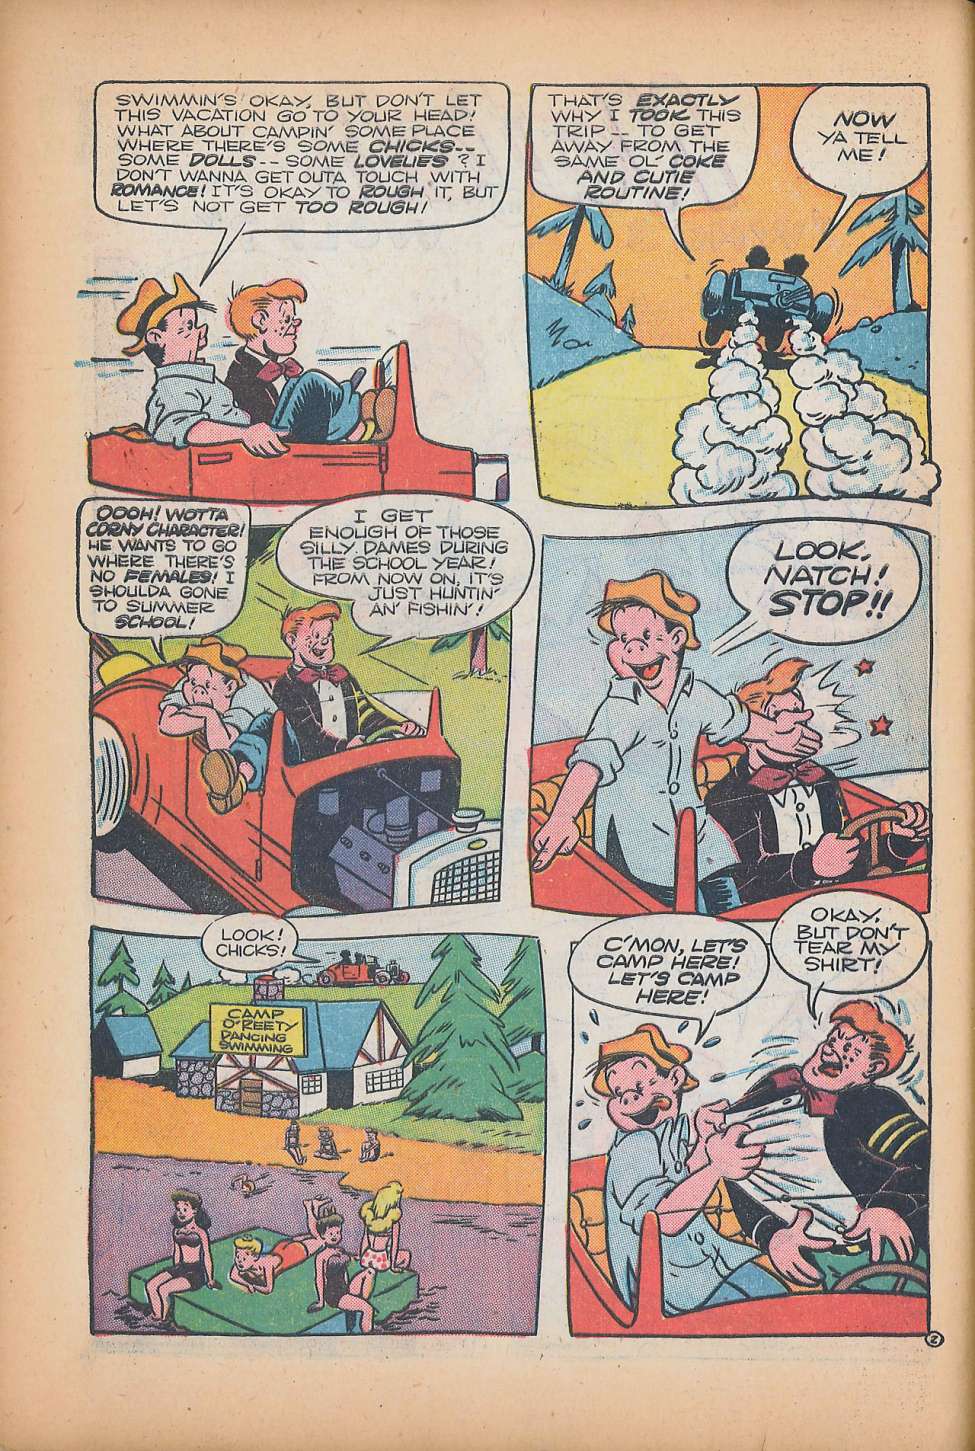 SWIMMIN'S OKAY, BUT DON'T LET
THIS VACATION GO TO YOUR HEAD!
WHAT ABOUT CAMPIN' SOME PLACE
WHERE THERE'S SOME CHICKS--
SOME DOLLS -- SOME LOVELIES ? I
DON'T WANNA GET OUTA TOUCH WITH
ROMANCE! IT'S OKAY TO ROUGH IT, BUT
LET'S NOT GET TOO ROUGH!
THAT'S EXACTLY
WHY I TOOK THIS
TRIP -- TO GET
AWAY FROM THE
SAME OL' COKE
AND CUTIE
ROUTINE!
NOW
YA TELL
ME!
OOOH! WOTTA
CORNY CHARACTER!
HE WANTS TO GO
WHERE THERE'S
NO FEMALES! I
SHOULDA GONE
TO SUMMER
SCHOOL!
I GET
ENOUGH OF THOSE
SILLY DAMES DURING
THE SCHOOL YEAR!
FROM NOW ON, IT'S
JUST HUNTIN'
AN' FISHIN'!
LOOK,
NATCH!
STOP!!
LOOK!
CHICKS!
CAMP
O'REETY
DANCING
SWIMMING
C'MON, LET'S
CAMP HERE!
LET'S CAMP
HERE!
OKAY,
BUT DON'T
TEAR MY
SHIRT!
2